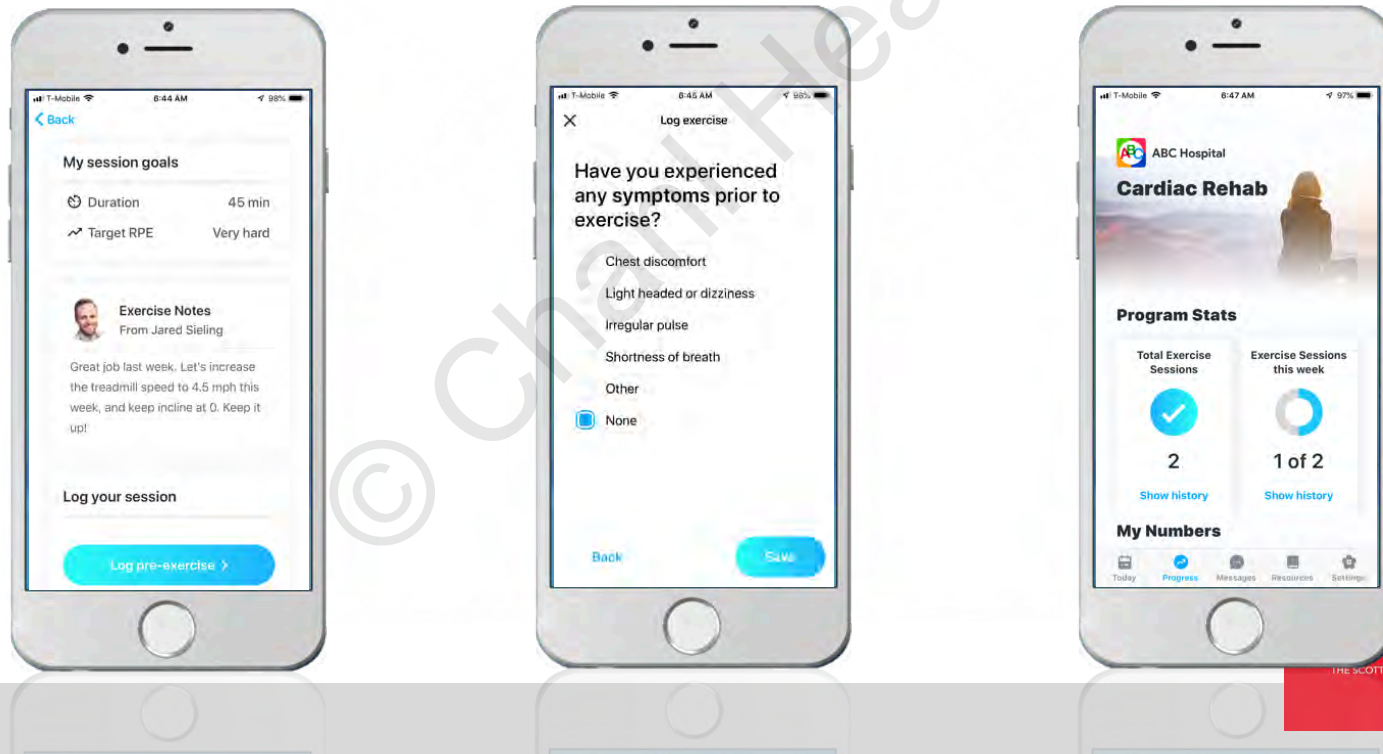 T-Mobile 6:44 AM 98%
Back
My session goals
Duration 45 min
Target RPE Very hard
Exercise Notes
From Jared Sieling
Great job last week. Let's increase
the treadmill speed to 4.5 mph this
week, and keep incline at 0. Keep it
up!
Log your session
Log pre-exercise >
T-Mobile 6:45 AM 98%
Log exercise
Have you experienced
any symptoms prior to
exercise?
Chest discomfort
Light headed or dizziness
Irregular pulse
Shortness of breath
Other
None
Back Save
T-Mobile 6:47 AM 97%
ABC ABC Hospital
Cardiac Rehab
Program Stats
Total Exercise
Sessions
2
Show history
Exercise Sessions
this week
1 of 2
Show history
My Numbers
Today Progress Messages Resources Settings
THE SCOTT
© Chanl Hea